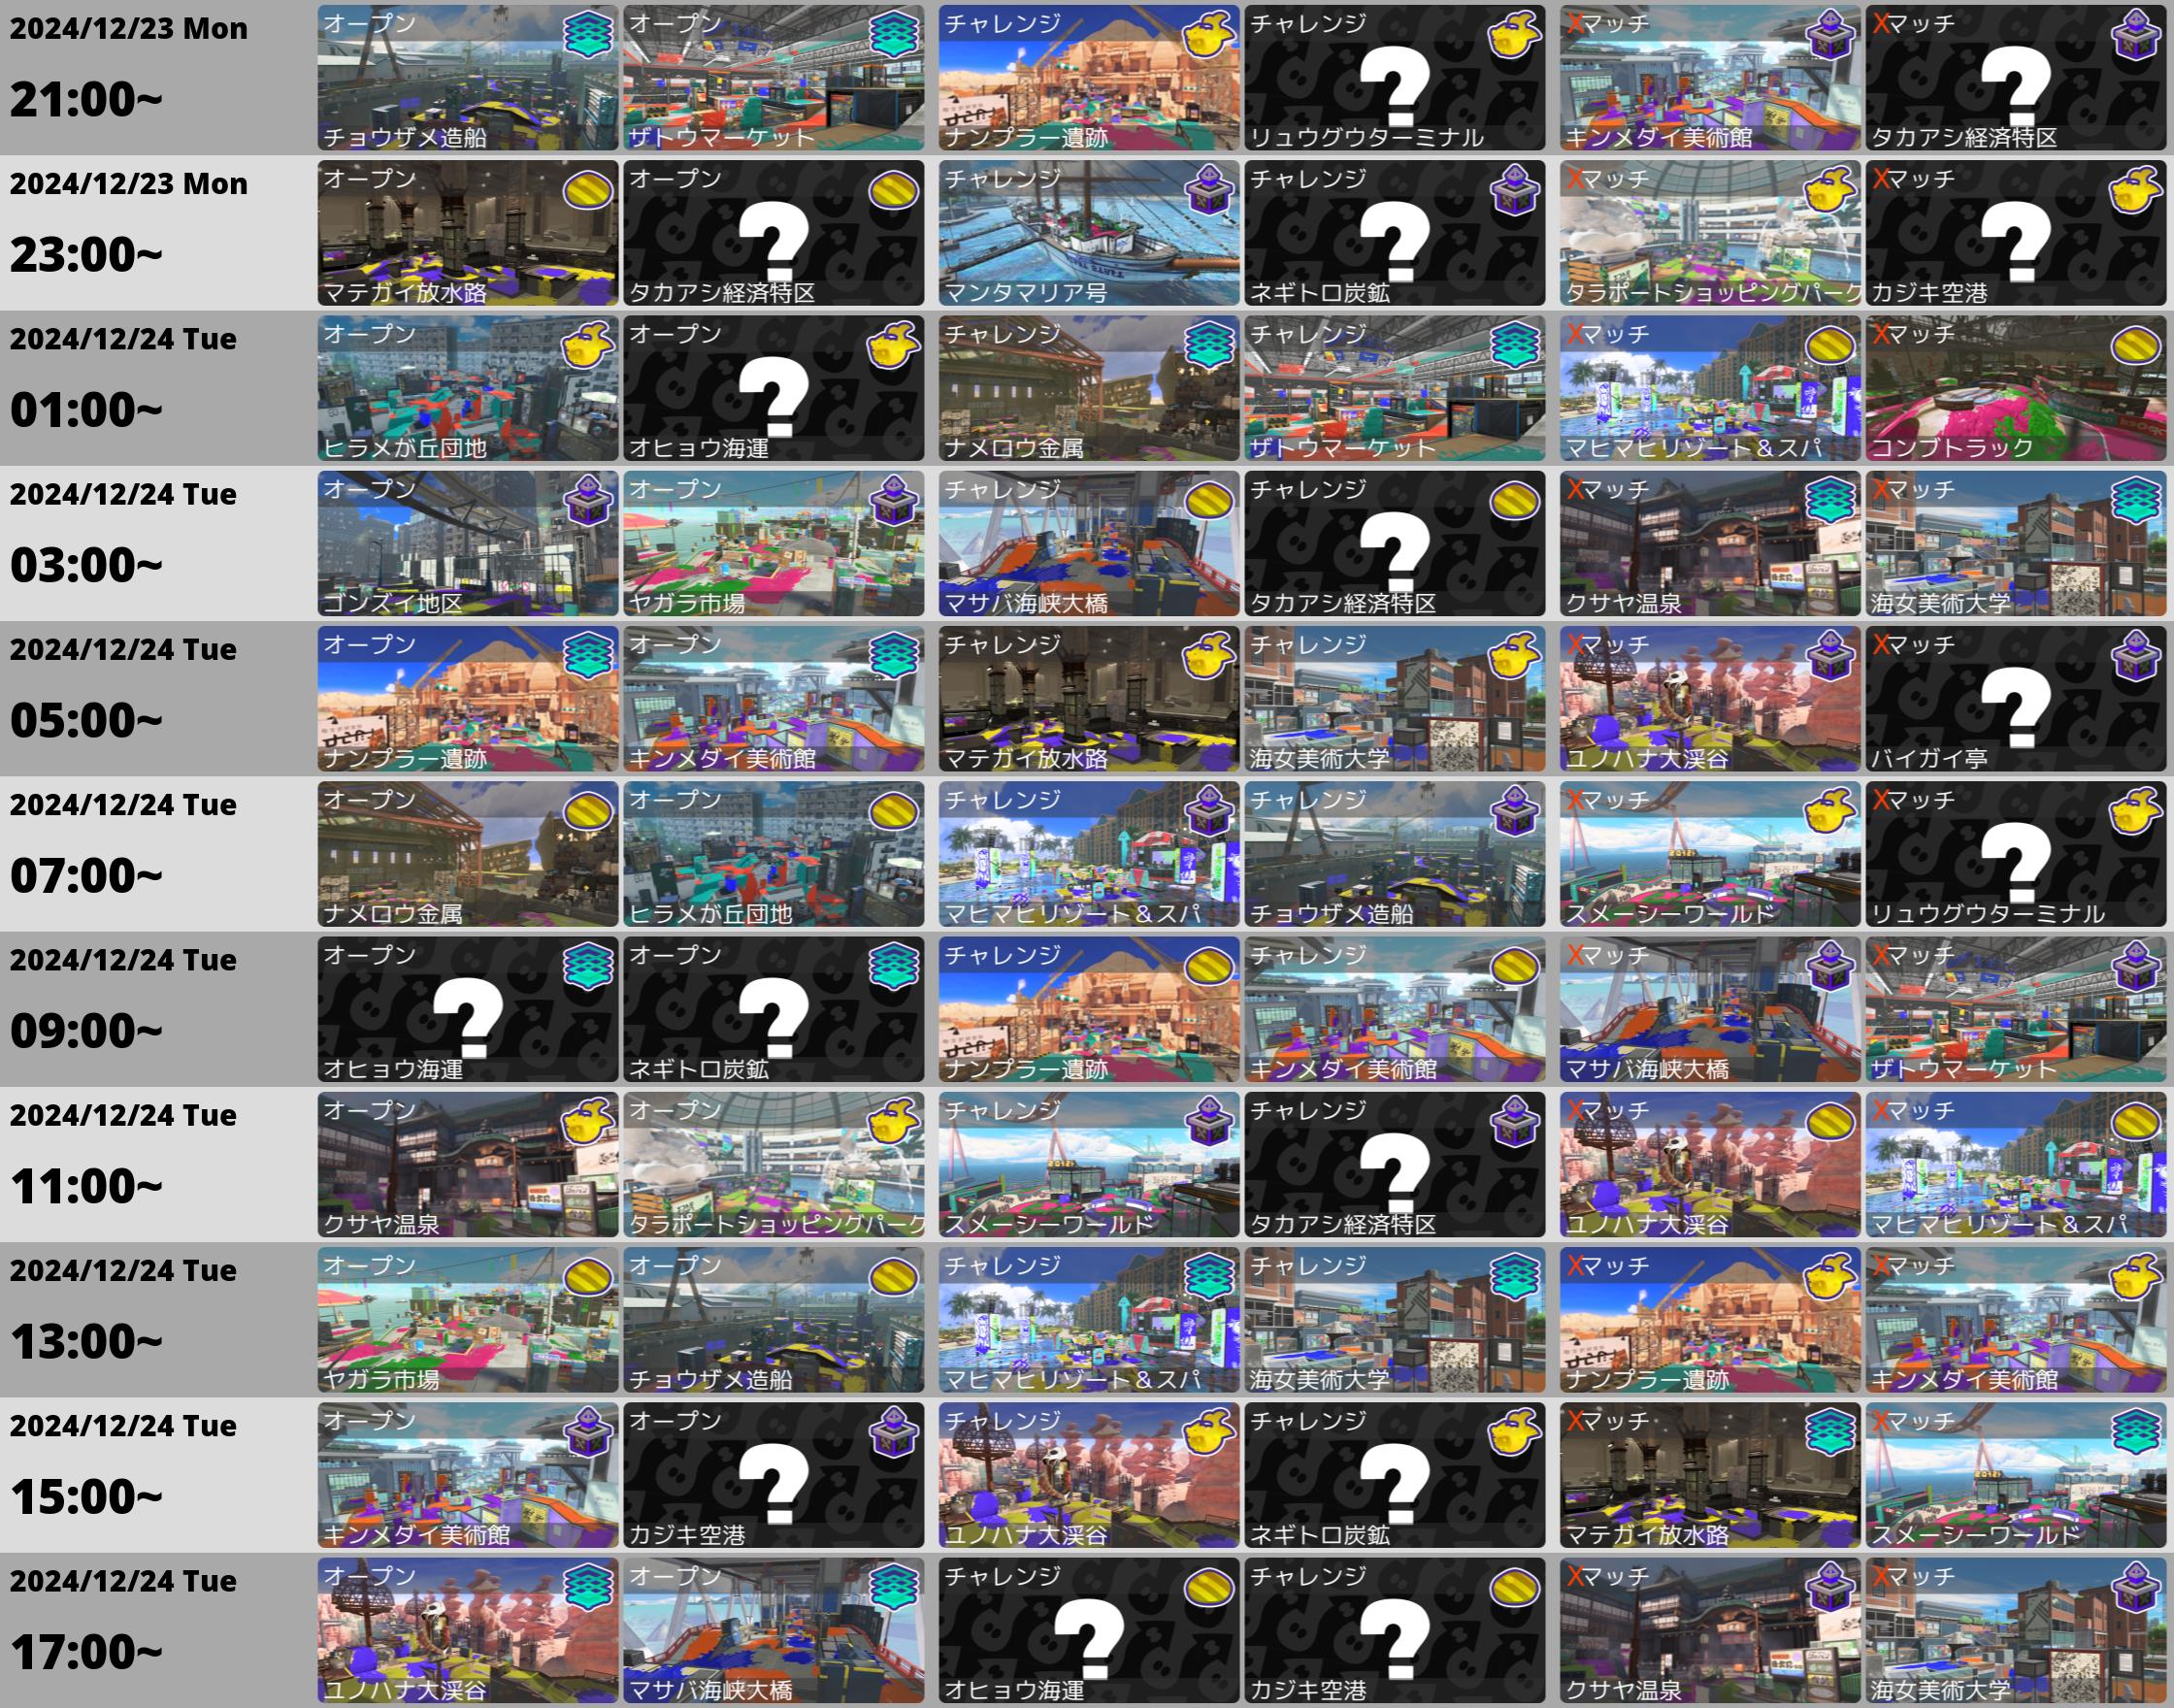 2024/12/23 Mon
21:00~
オープン オープン チャレンジ チャレンジ Xマッチ Xマッチ
チョウザメ造船 ザトウマーケット ナンプラー遺跡 リュウグウターミナル キンメダイ美術館 タカアシ経済特区
2024/12/23 Mon
23:00~
オープン オープン チャレンジ チャレンジ Xマッチ Xマッチ
マテガイ放水路 タカアシ経済特区 マンタマリア号 ネギトロ炭鉱 タラポートショッピングパーク カジキ空港
2024/12/24 Tue
01:00~
オープン オープン チャレンジ チャレンジ Xマッチ Xマッチ
ヒラメが丘団地 オヒョウ海運 ナメロウ金属 ザトウマーケット マヒマヒリゾート＆スパ コンブトラック
2024/12/24 Tue
03:00~
オープン オープン チャレンジ チャレンジ Xマッチ Xマッチ
ゴンズイ地区 ヤガラ市場 マサバ海峡大橋 タカアシ経済特区 クサヤ温泉 海女美術大学
2024/12/24 Tue
05:00~
オープン オープン チャレンジ チャレンジ Xマッチ Xマッチ
ナンプラー遺跡 キンメダイ美術館 マテガイ放水路 海女美術大学 ユノハナ大渓谷 バイガイ亭
2024/12/24 Tue
07:00~
オープン オープン チャレンジ チャレンジ Xマッチ Xマッチ
ナメロウ金属 ヒラメが丘団地 マヒマヒリゾート＆スパ チョウザメ造船 スメーシーワールド リュウグウターミナル
2024/12/24 Tue
09:00~
オープン オープン チャレンジ チャレンジ Xマッチ Xマッチ
オヒョウ海運 ネギトロ炭鉱 ナンプラー遺跡 キンメダイ美術館 マサバ海峡大橋 ザトウマーケット
2024/12/24 Tue
11:00~
オープン オープン チャレンジ チャレンジ Xマッチ Xマッチ
クサヤ温泉 タラポートショッピングパーク スメーシーワールド タカアシ経済特区 ユノハナ大渓谷 マヒマヒリゾート＆スパ
2024/12/24 Tue
13:00~
オープン オープン チャレンジ チャレンジ Xマッチ Xマッチ
ヤガラ市場 チョウザメ造船 マヒマヒリゾート＆スパ 海女美術大学 ナンプラー遺跡 キンメダイ美術館
2024/12/24 Tue
15:00~
オープン オープン チャレンジ チャレンジ Xマッチ Xマッチ
キンメダイ美術館 カジキ空港 ユノハナ大渓谷 ネギトロ炭鉱 マテガイ放水路 スメーシーワールド
2024/12/24 Tue
17:00~
オープン オープン チャレンジ チャレンジ Xマッチ Xマッチ
ユノハナ大渓谷 マサバ海峡大橋 オヒョウ海運 カジキ空港 クサヤ温泉 海女美術大学